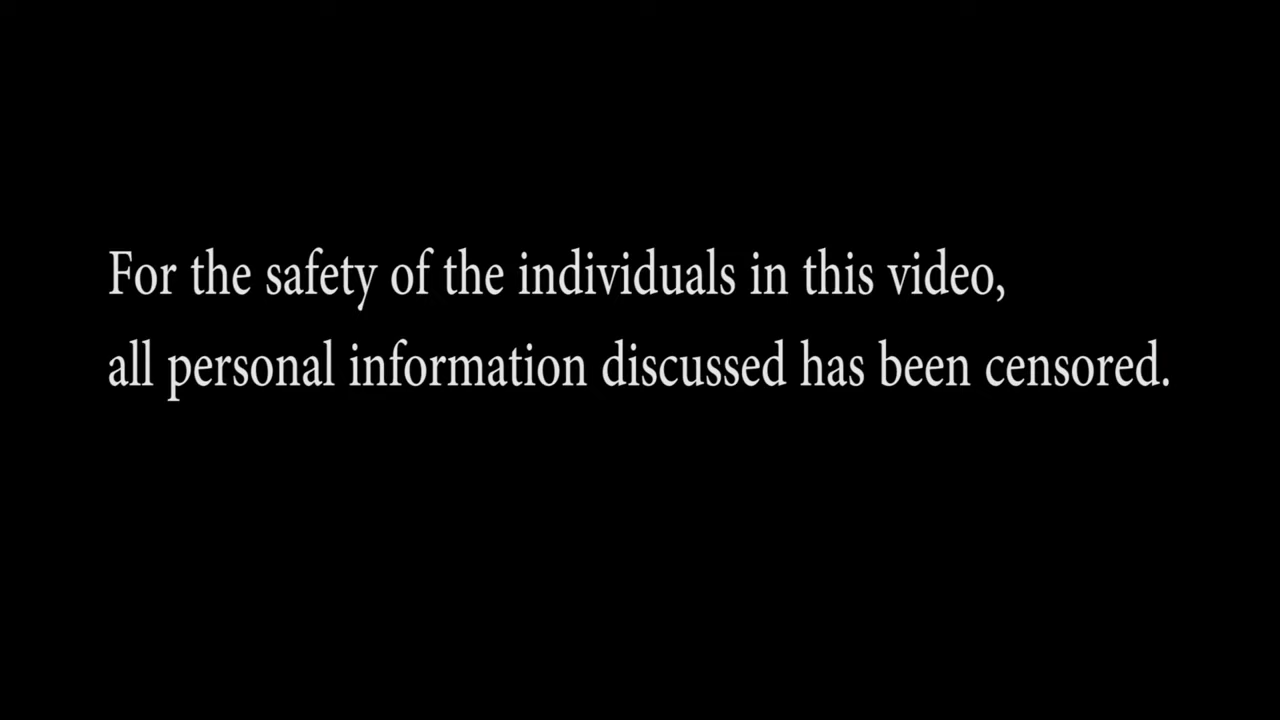 For the safety of the individuals in this video,
all personal information discussed has been censored.